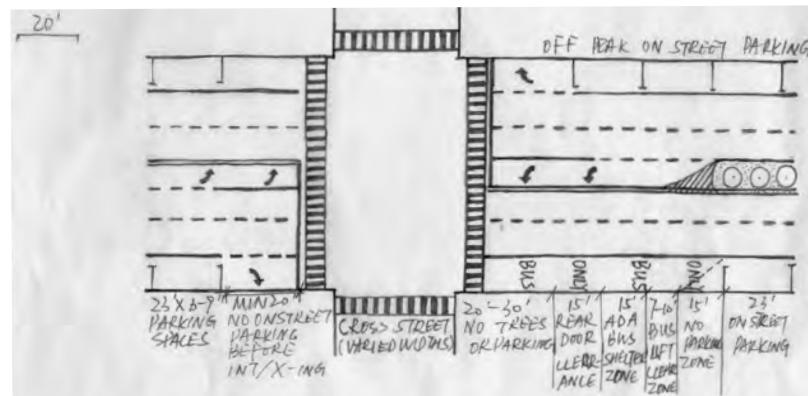 20'
OFF PEAK ON STREET PARKING
BUS
ONLY
BUS
ONLY
23' X 8-9'
PARKING
SPACES
MIN 20'
NO ONSTREET
PARKING
BEFORE
INT/X-ING
CROSS STREET
(VARIED WIDTHS)
20'-30'
NO TREES
OR PARKING
15'
REAR
DOOR
CLEAR-
ANCE
15'
ADA
BUS
SHELTER
ZONE
7-10'
BUS
LIFT
CLEAR
ZONE
15'
NO
PARKING
ZONE
23'
ON STREET
PARKING